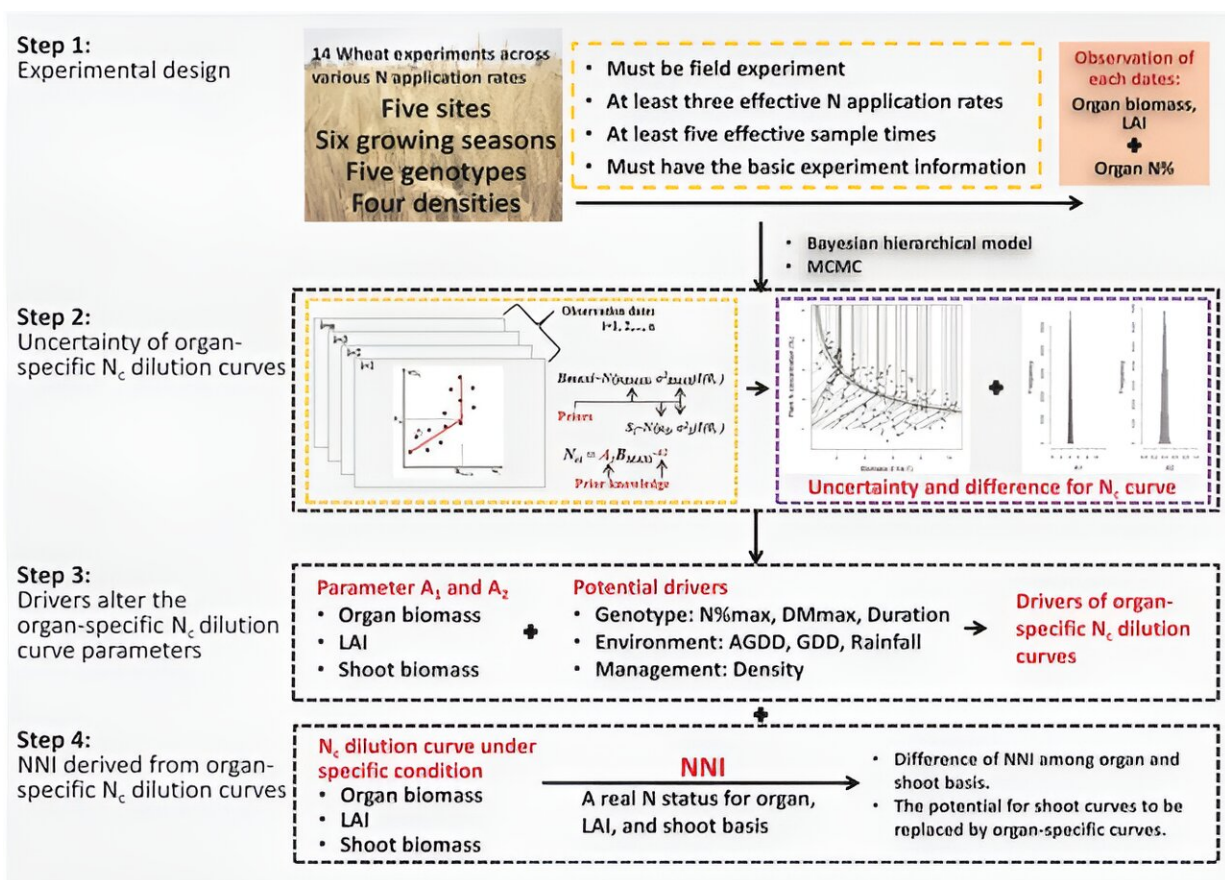 Step 1:
Experimental design
14 Wheat experiments across
various N application rates
Five sites
Six growing seasons
Five genotypes
Four densities
• Must be field experiment
• At least three effective N application rates
• At least five effective sample times
• Must have the basic experiment information
Observation of
each dates:
Organ biomass,
LAI
+
Organ N%
• Bayesian hierarchical model
• MCMC
Step 2:
Uncertainty of organ-
specific Nc dilution curves
Observation dates
i=1, 2,..., n
Priors
Prior knowledge
+
Frequency
A1
Frequency
A2
Uncertainty and difference for Nc curve
Step 3:
Drivers alter the
organ-specific Nc dilution
curve parameters
Parameter A1 and A2
• Organ biomass
• LAI
• Shoot biomass
+
Potential drivers
• Genotype: N%max, DMmax, Duration
• Environment: AGDD, GDD, Rainfall
• Management: Density
Drivers of organ-
specific Nc dilution
curves
+
Step 4:
NNI derived from organ-
specific Nc dilution curves
Nc dilution curve under
specific condition
• Organ biomass
• LAI
• Shoot biomass
NNI
A real N status for organ,
LAI, and shoot basis
• Difference of NNI among organ and
shoot basis.
• The potential for shoot curves to be
replaced by organ-specific curves.